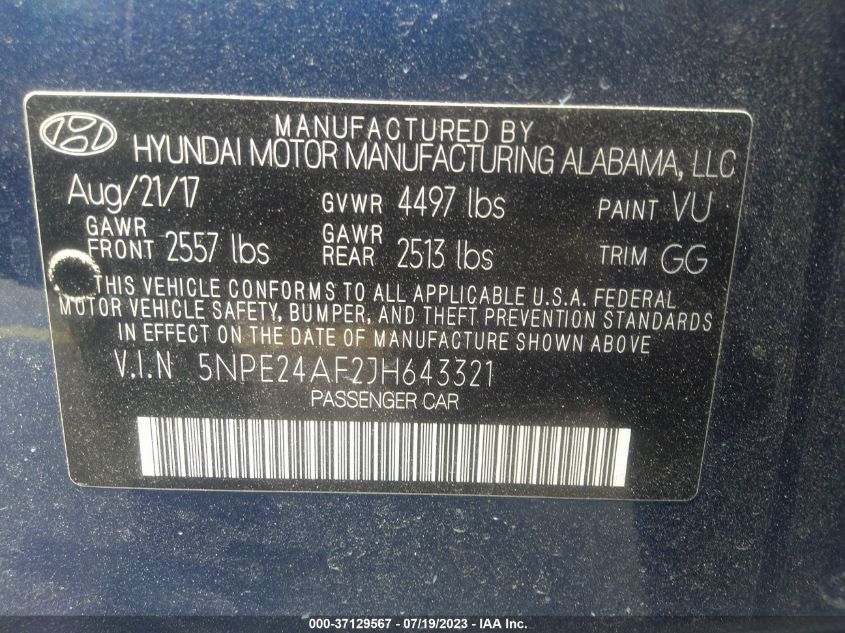 MANUFACTURED BY
HYUNDAI MOTOR MANUFACTURING ALABAMA, LLC
Aug/21/17 GVWR 4497 lbs PAINT VU
GAWR FRONT 2557 lbs GAWR REAR 2513 lbs TRIM GG
THIS VEHICLE CONFORMS TO ALL APPLICABLE U.S.A. FEDERAL
MOTOR VEHICLE SAFETY, BUMPER, AND THEFT PREVENTION STANDARDS
IN EFFECT ON THE DATE OF MANUFACTURE SHOWN ABOVE
V.I.N 5NPE24AF2JH643321
PASSENGER CAR
000-37129567 - 07/19/2023 - IAA Inc.